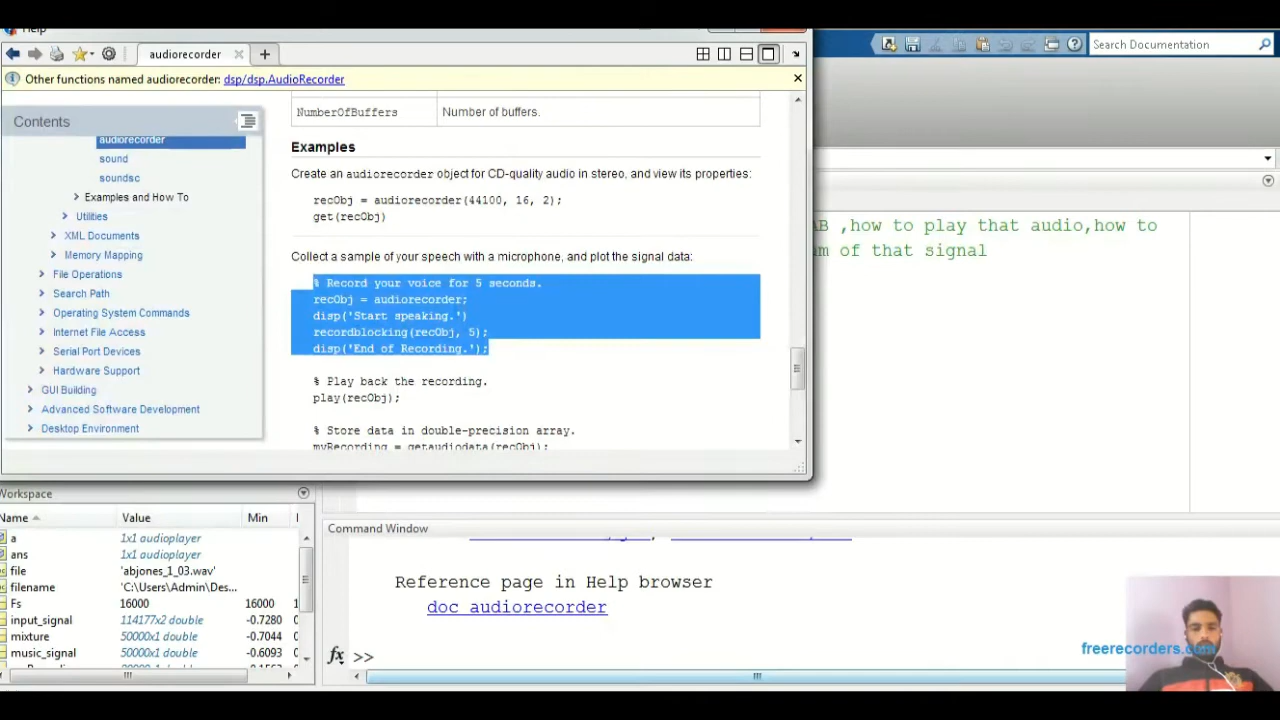 Help
audiorecorder
Search Documentation
Other functions named audiorecorder: dsp/dsp.AudioRecorder
Contents
audiorecorder
sound
soundsc
Examples and How To
Utilities
XML Documents
Memory Mapping
File Operations
Search Path
Operating System Commands
Internet File Access
Serial Port Devices
Hardware Support
GUI Building
Advanced Software Development
Desktop Environment
NumberOfBuffers Number of buffers.
Examples
Create an audiorecorder object for CD-quality audio in stereo, and view its properties:
recObj = audiorecorder(44100, 16, 2);
get(recObj)
Collect a sample of your speech with a microphone, and plot the signal data:
% Record your voice for 5 seconds.
recObj = audiorecorder;
disp('Start speaking.')
recordblocking(recObj, 5);
disp('End of Recording.');
% Play back the recording.
play(recObj);
% Store data in double-precision array.
myRecording = getaudiodata(recObj);
AB ,how to play that audio,how to
am of that signal
Workspace
Name Value Min
a 1x1 audioplayer
ans 1x1 audioplayer
file 'abjones_1_03.wav'
filename 'C:\Users\Admin\Des...
Fs 16000 16000
input_signal 114177x2 double -0.7280
mixture 50000x1 double -0.7044
music_signal 50000x1 double -0.6093
Command Window
Reference page in Help browser
doc audiorecorder
fx >>
freerecorders.com